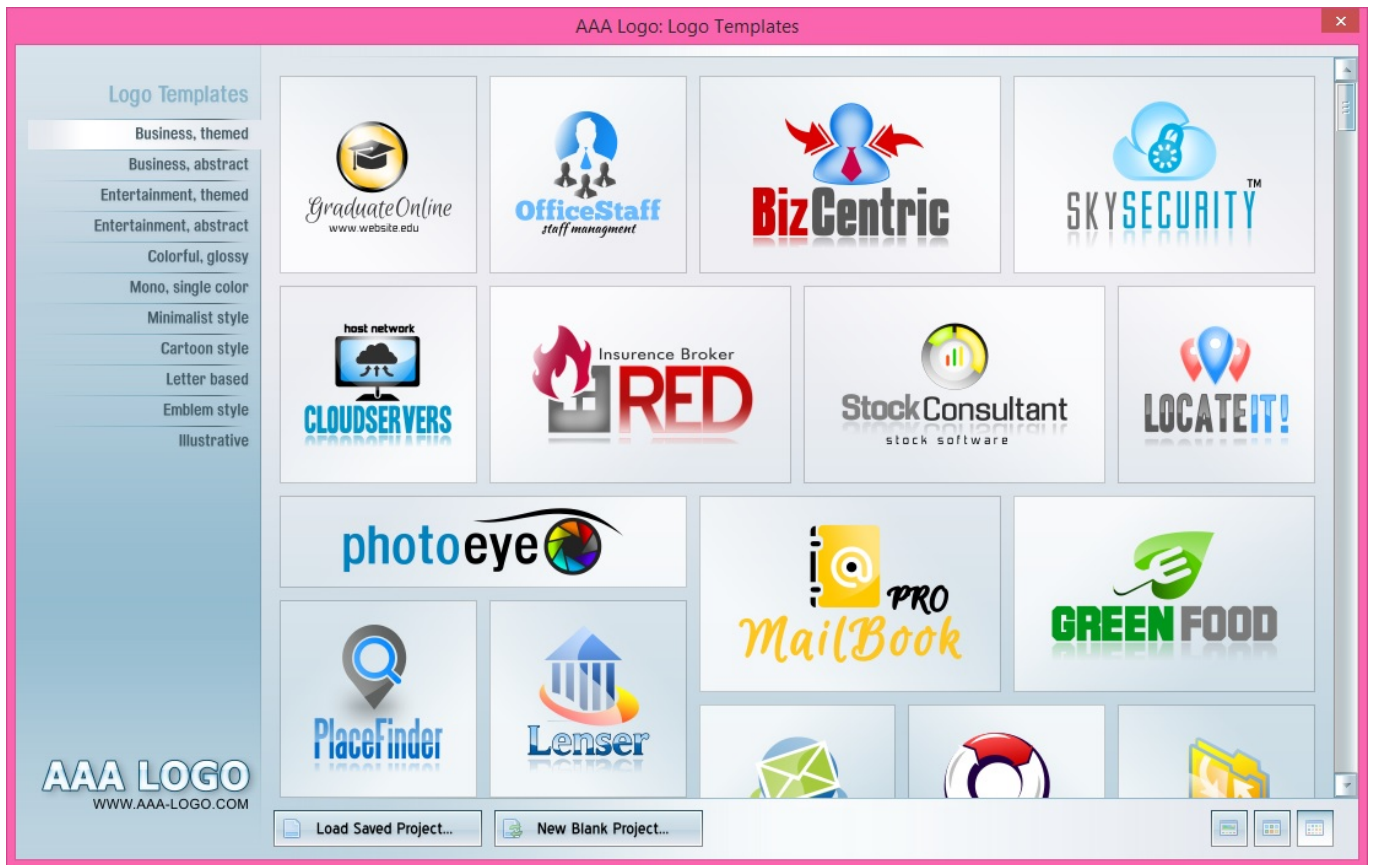 AAA Logo: Logo Templates
Logo Templates
Business, themed
Business, abstract
Entertainment, themed
Entertainment, abstract
Colorful, glossy
Mono, single color
Minimalist style
Cartoon style
Letter based
Emblem style
Illustrative
AAA LOGO
WWW.AAA-LOGO.COM
GraduateOnline
www.website.edu
OfficeStaff
staff managment
BizCentric
SKYSECURITY™
host network
CLOUDSERVERS
Insurence Broker
RED
StockConsultant
stock software
LOCATEIT!
photoeye
@
PRO
MailBook
GREEN FOOD
PlaceFinder
Lenser
Load Saved Project...
New Blank Project...